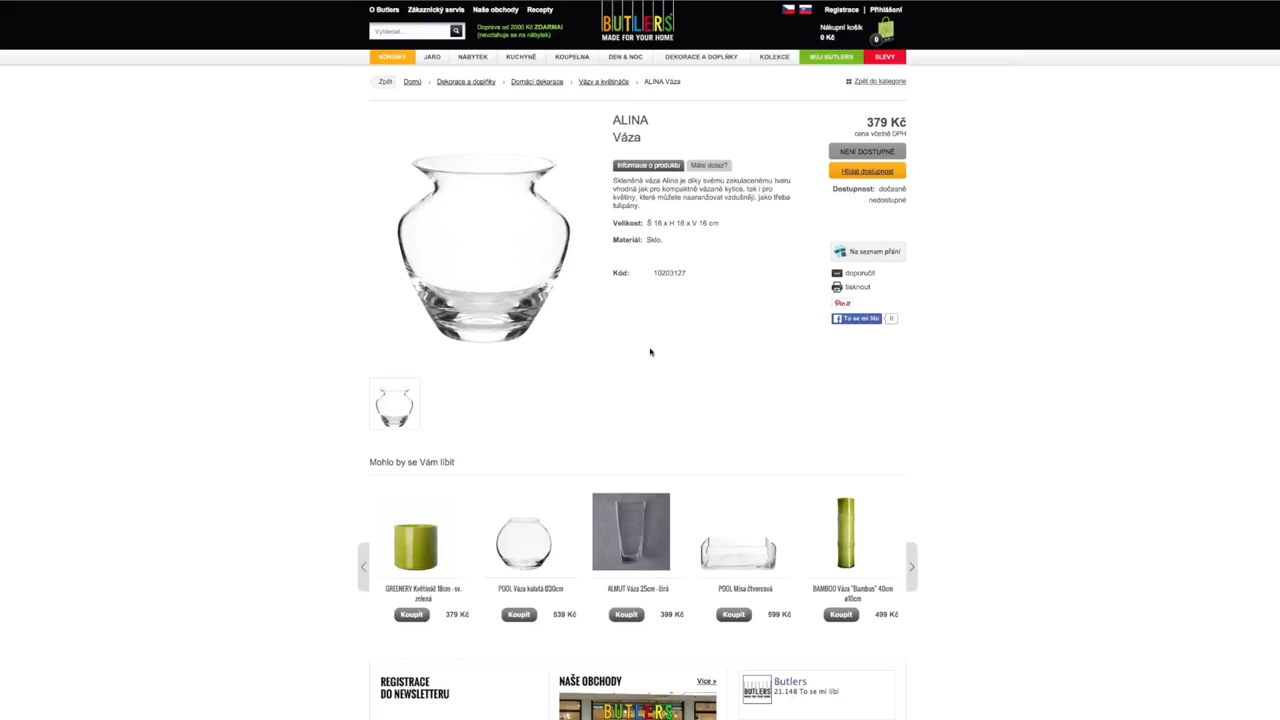 O Butlers Zákaznický servis Naše obchody Recepty
Vyhledat...
Doprava od 2000 Kč ZDARMA!
(nevztahuje se na nábytek)
BUTLERS
MADE FOR YOUR HOME
Registrace | Přihlášení
Nákupní košík
0 Kč
0
NOVINKY JARO NÁBYTEK KUCHYNĚ KOUPELNA DEN & NOC DEKORACE A DOPLŇKY KOLEKCE MŮJ BUTLERS SLEVY
Zpět Domů › Dekorace a doplňky › Domácí dekorace › Vázy a květináče › ALINA Váza
Zpět do kategorie
ALINA
Váza
379 Kč
cena včetně DPH
NENÍ DOSTUPNÉ
Hlídat dostupnost
Dostupnost: dočasně
nedostupné
Informace o produktu Máte dotaz?
Skleněná váza Alina je díky svému zakulacenému tvaru
vhodná jak pro kompaktně vázané kytice, tak i pro
květiny, které můžete naaranžovat vzdušněji, jako třeba
tulipány.
Velikost: Š 16 x H 16 x V 16 cm
Materiál: Sklo.
Kód: 10203127
Na seznam přání
doporučit
tisknout
Pin it
To se mi líbí 0
Mohlo by se Vám líbit
GREENERY Květináč 18cm - sv.
zelená
Koupit 379 Kč
POOL Váza kulatá Ø30cm
Koupit 539 Kč
ALMUT Váza 25cm - čirá
Koupit 399 Kč
POOL Mísa čtvercová
Koupit 599 Kč
BAMBOO Váza "Bambus" 40cm
ø10cm
Koupit 499 Kč
REGISTRACE
DO NEWSLETTERU
NAŠE OBCHODY
Více »
BUTLERS
BUTLERS
Butlers
21.148 To se mi líbí